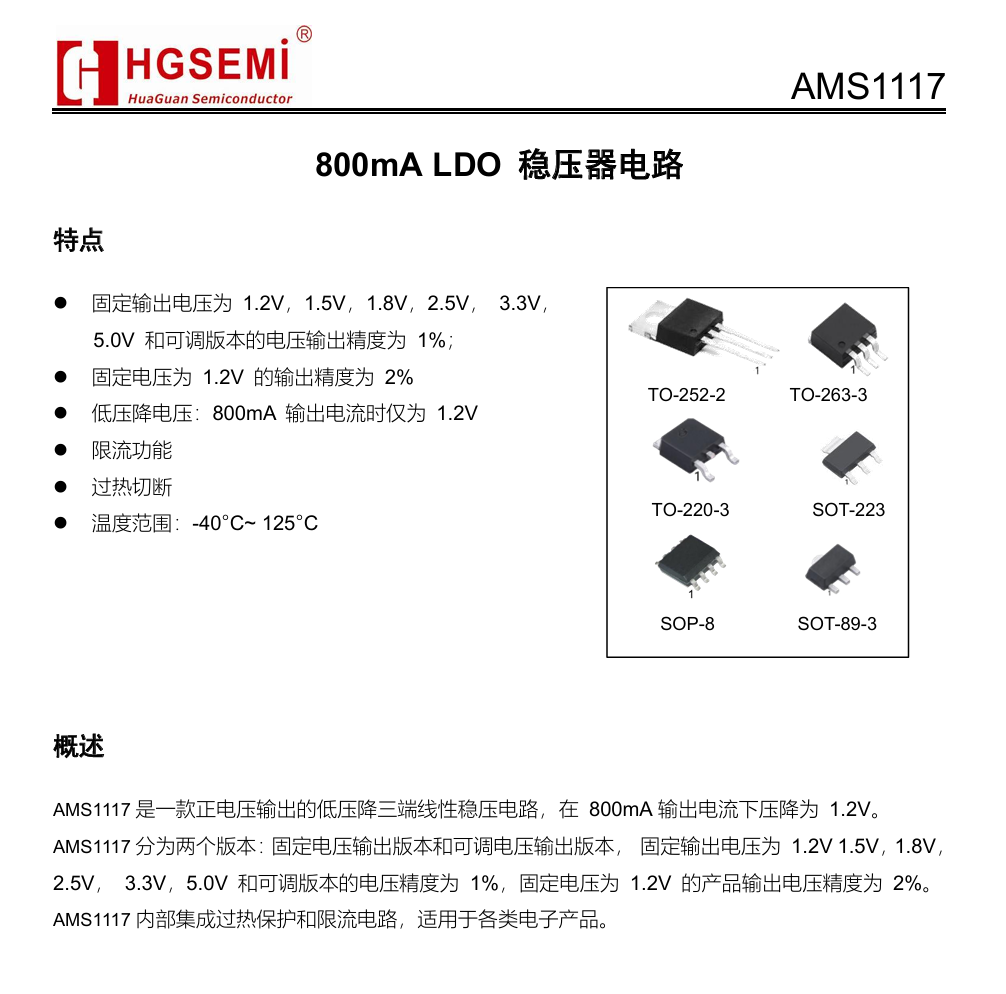 HGSEMi®
HuaGuan Semiconductor
AMS1117
800mA LDO 稳压器电路
特点
● 固定输出电压为 1.2V，1.5V，1.8V，2.5V， 3.3V，
5.0V 和可调版本的电压输出精度为 1%；
● 固定电压为 1.2V 的输出精度为 2%
● 低压降电压：800mA 输出电流时仅为 1.2V
● 限流功能
● 过热切断
● 温度范围：-40°C~ 125°C
1 1
TO-252-2 TO-263-3
1 1
TO-220-3 SOT-223
1 1
SOP-8 SOT-89-3
概述
AMS1117 是一款正电压输出的低压降三端线性稳压电路，在 800mA 输出电流下压降为 1.2V。
AMS1117 分为两个版本：固定电压输出版本和可调电压输出版本， 固定输出电压为 1.2V 1.5V，1.8V，
2.5V， 3.3V，5.0V 和可调版本的电压精度为 1%，固定电压为 1.2V 的产品输出电压精度为 2%。
AMS1117 内部集成过热保护和限流电路，适用于各类电子产品。